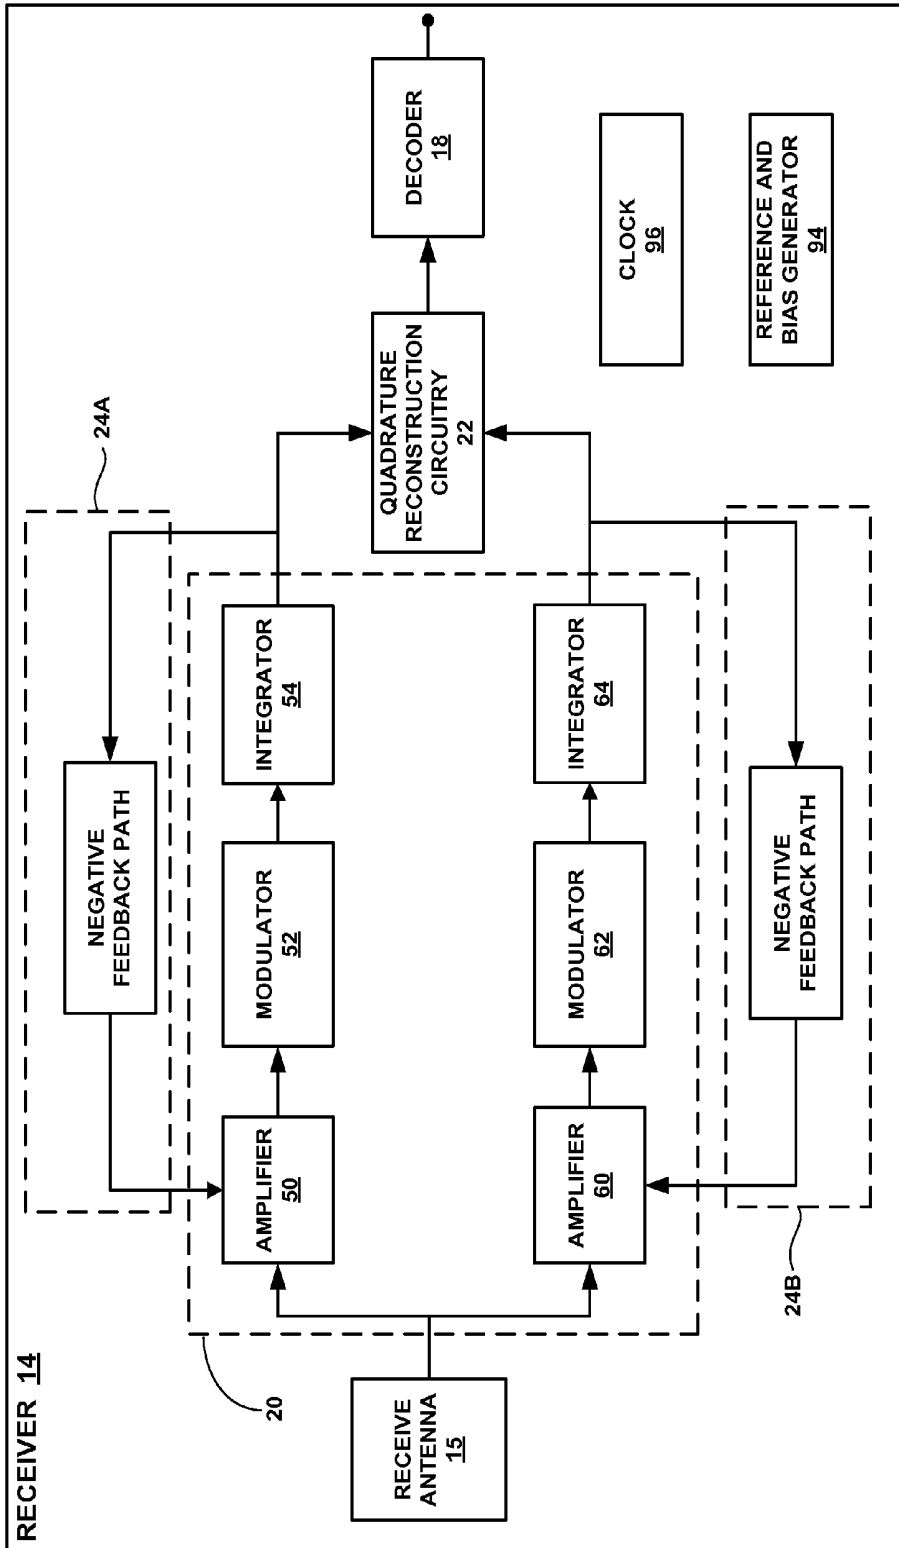 RECEIVER 14
24A
NEGATIVE
FEEDBACK PATH
20
AMPLIFIER
50
MODULATOR
52
INTEGRATOR
54
RECEIVE
ANTENNA
15
QUADRATURE
RECONSTRUCTION
CIRCUITRY
22
DECODER
18
AMPLIFIER
60
MODULATOR
62
INTEGRATOR
64
CLOCK
96
NEGATIVE
FEEDBACK PATH
24B
REFERENCE AND
BIAS GENERATOR
94